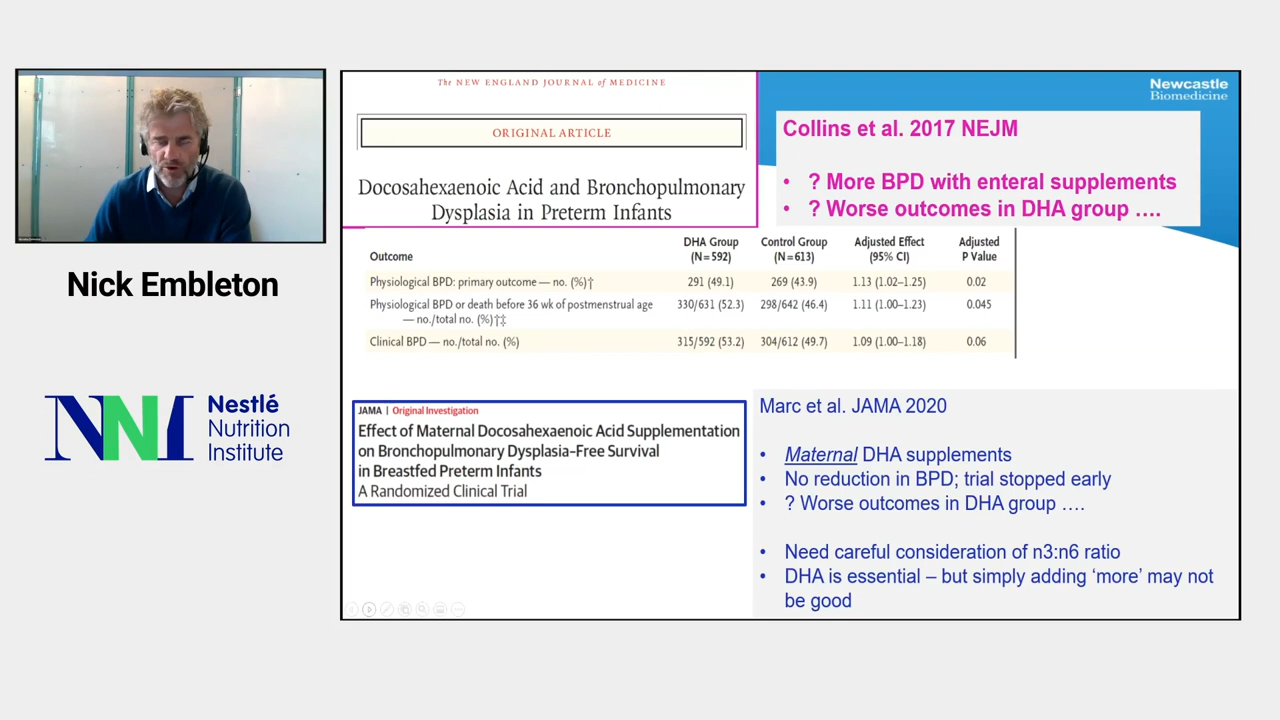 The NEW ENGLAND JOURNAL of MEDICINE
ORIGINAL ARTICLE
Docosahexaenoic Acid and Bronchopulmonary
Dysplasia in Preterm Infants
Newcastle
Biomedicine
Collins et al. 2017 NEJM
• ? More BPD with enteral supplements
• ? Worse outcomes in DHA group ….
Outcome
DHA Group
(N=592)
Control Group
(N=613)
Adjusted Effect
(95% CI)
Adjusted
P Value
Physiological BPD: primary outcome — no. (%)† 291 (49.1) 269 (43.9) 1.13 (1.02–1.25) 0.02
Physiological BPD or death before 36 wk of postmenstrual age 330/631 (52.3) 298/642 (46.4) 1.11 (1.00–1.23) 0.045
— no./total no. (%)†‡
Clinical BPD — no./total no. (%) 315/592 (53.2) 304/612 (49.7) 1.09 (1.00–1.18) 0.06
Nick Embleton
NNI
Nestlé
Nutrition
Institute
JAMA | Original Investigation
Effect of Maternal Docosahexaenoic Acid Supplementation
on Bronchopulmonary Dysplasia–Free Survival
in Breastfed Preterm Infants
A Randomized Clinical Trial
Marc et al. JAMA 2020
• Maternal DHA supplements
• No reduction in BPD; trial stopped early
• ? Worse outcomes in DHA group ….
• Need careful consideration of n3:n6 ratio
• DHA is essential – but simply adding ‘more’ may not
be good